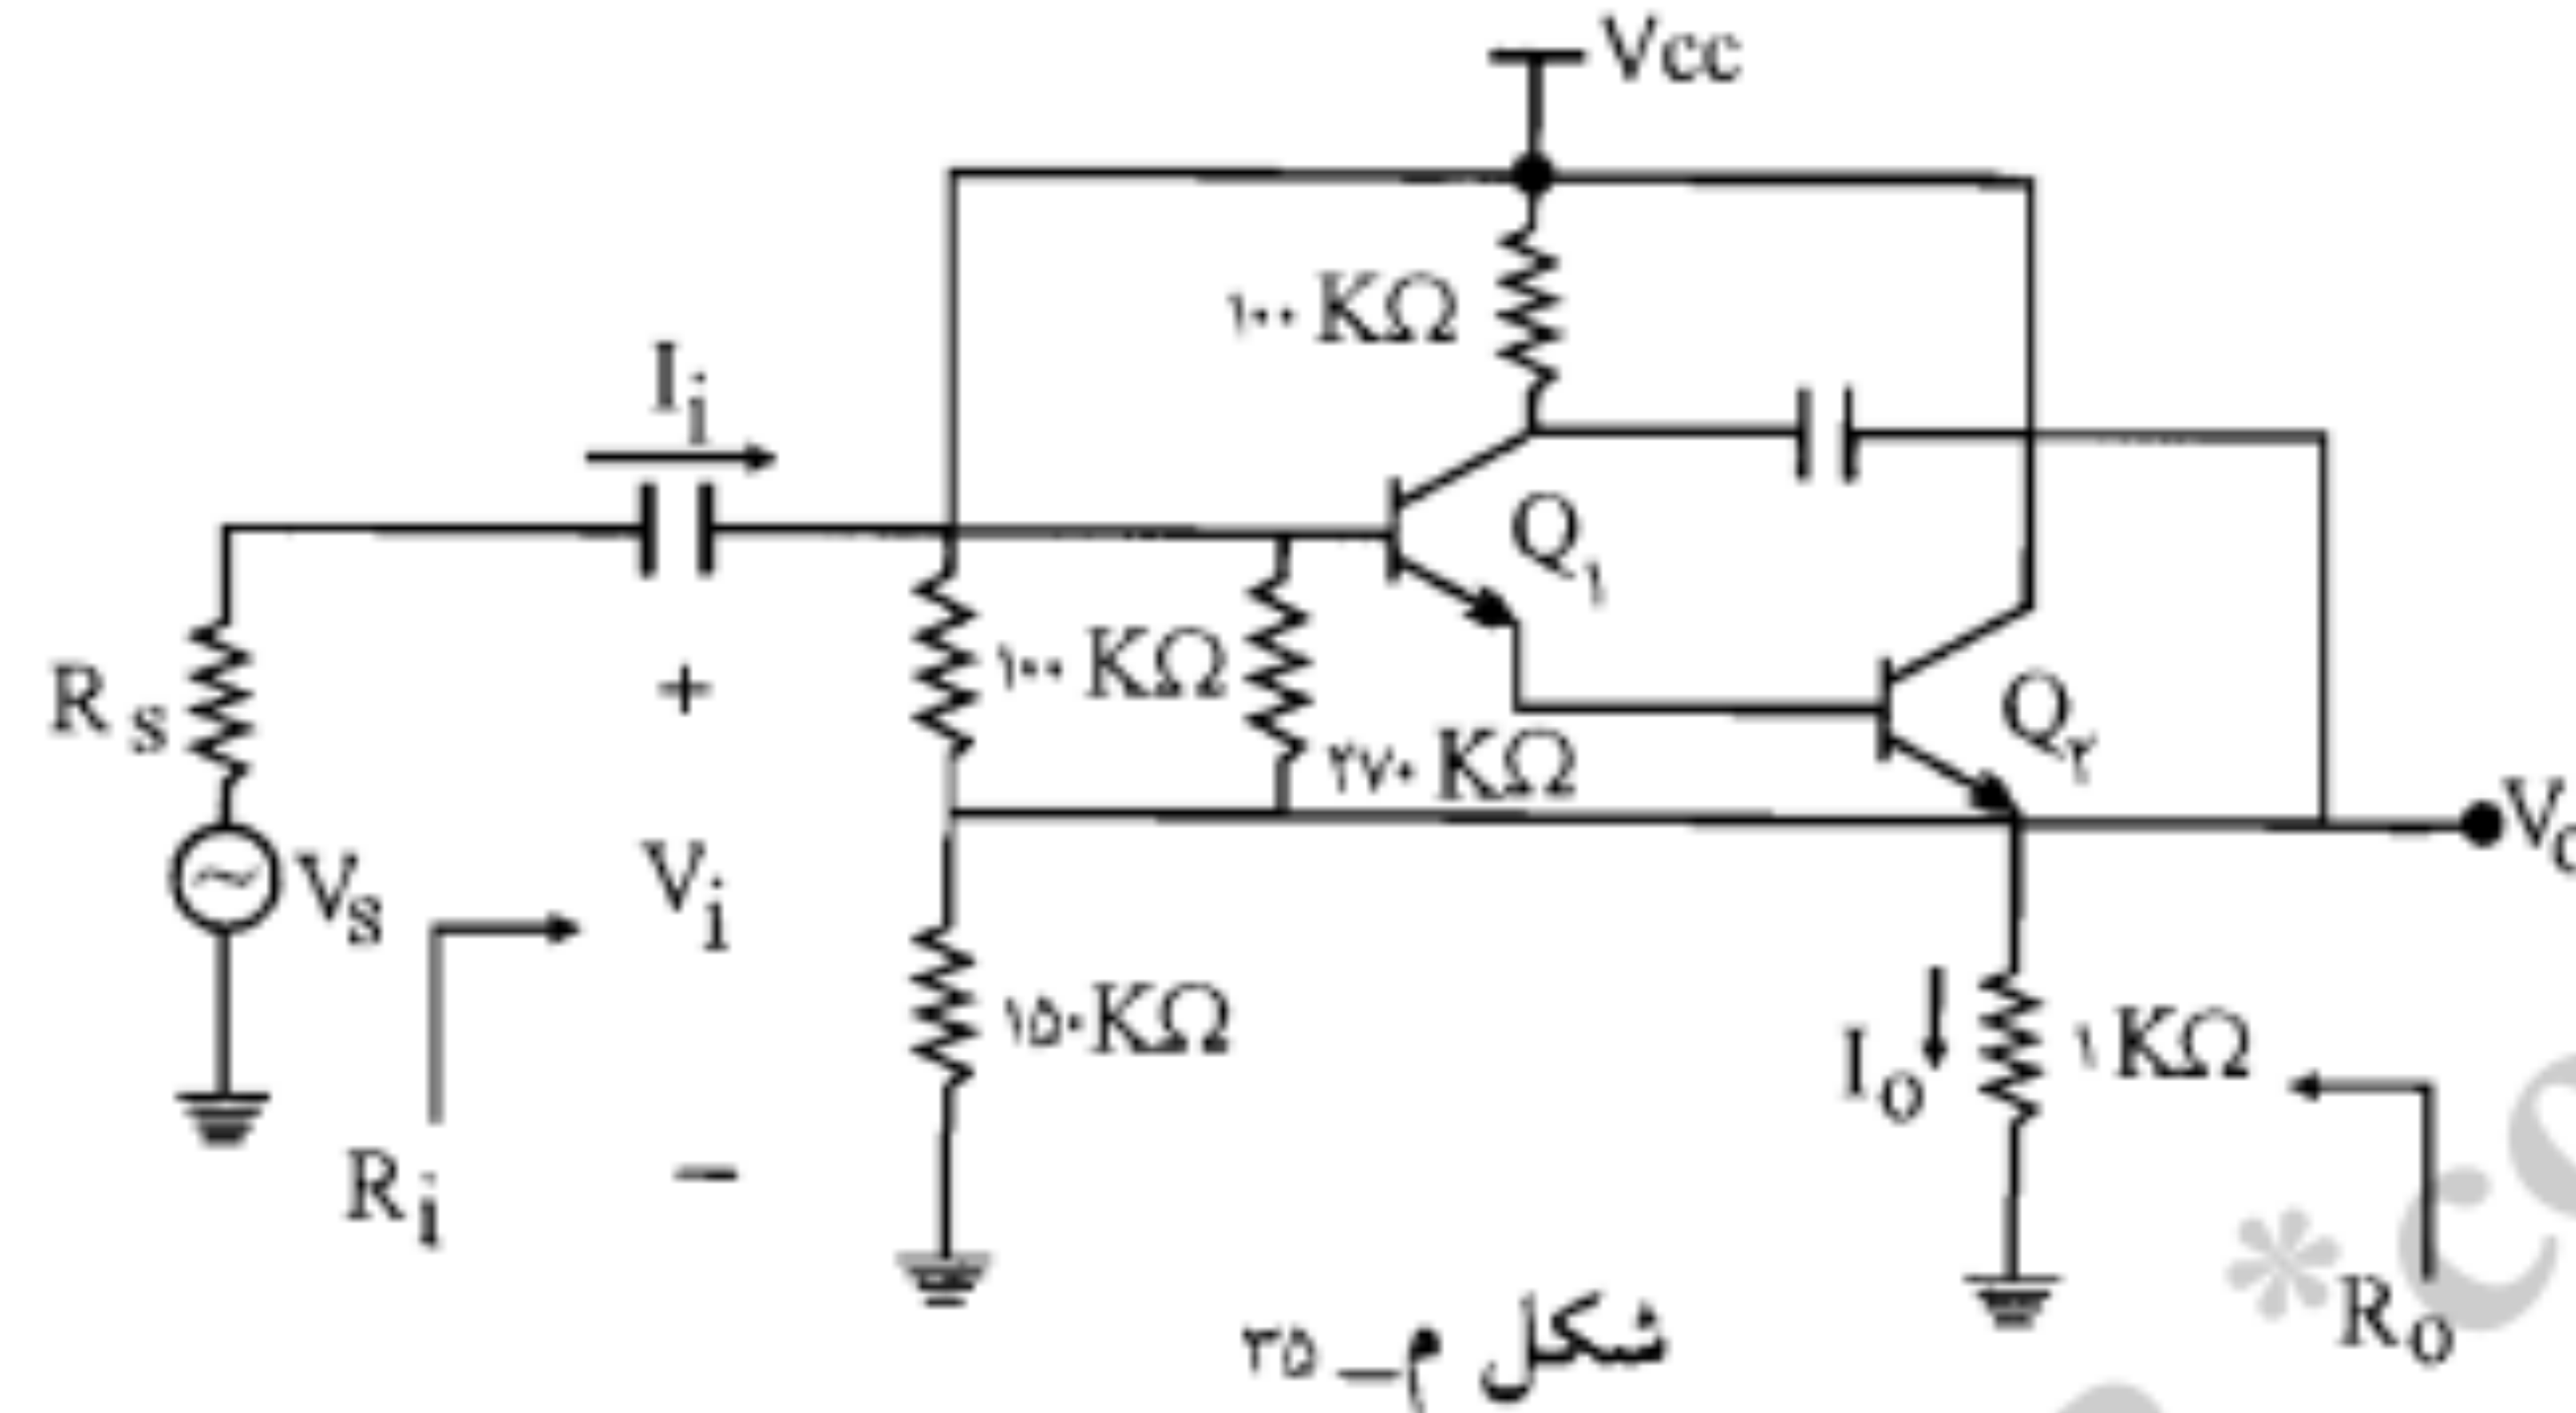 Vcc
۱۰۰ KΩ
Ii
Q۱
RS
+
۱۰۰ KΩ
۲۷۰ KΩ
Q۲
VS
Vi
Vo
Ri
−
۱۵۰ KΩ
Io
۱ KΩ
Ro
شکل م_ ۳۵